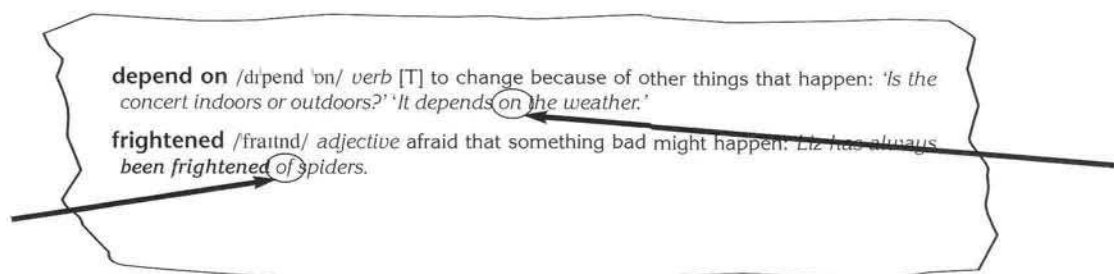 depend on /dɪˈpend ˈɒn/ verb [T] to change because of other things that happen: 'Is the
concert indoors or outdoors?' 'It depends on the weather.'
frightened /ˈfraɪtnd/ adjective afraid that something bad might happen: Liz has always
been frightened of spiders.